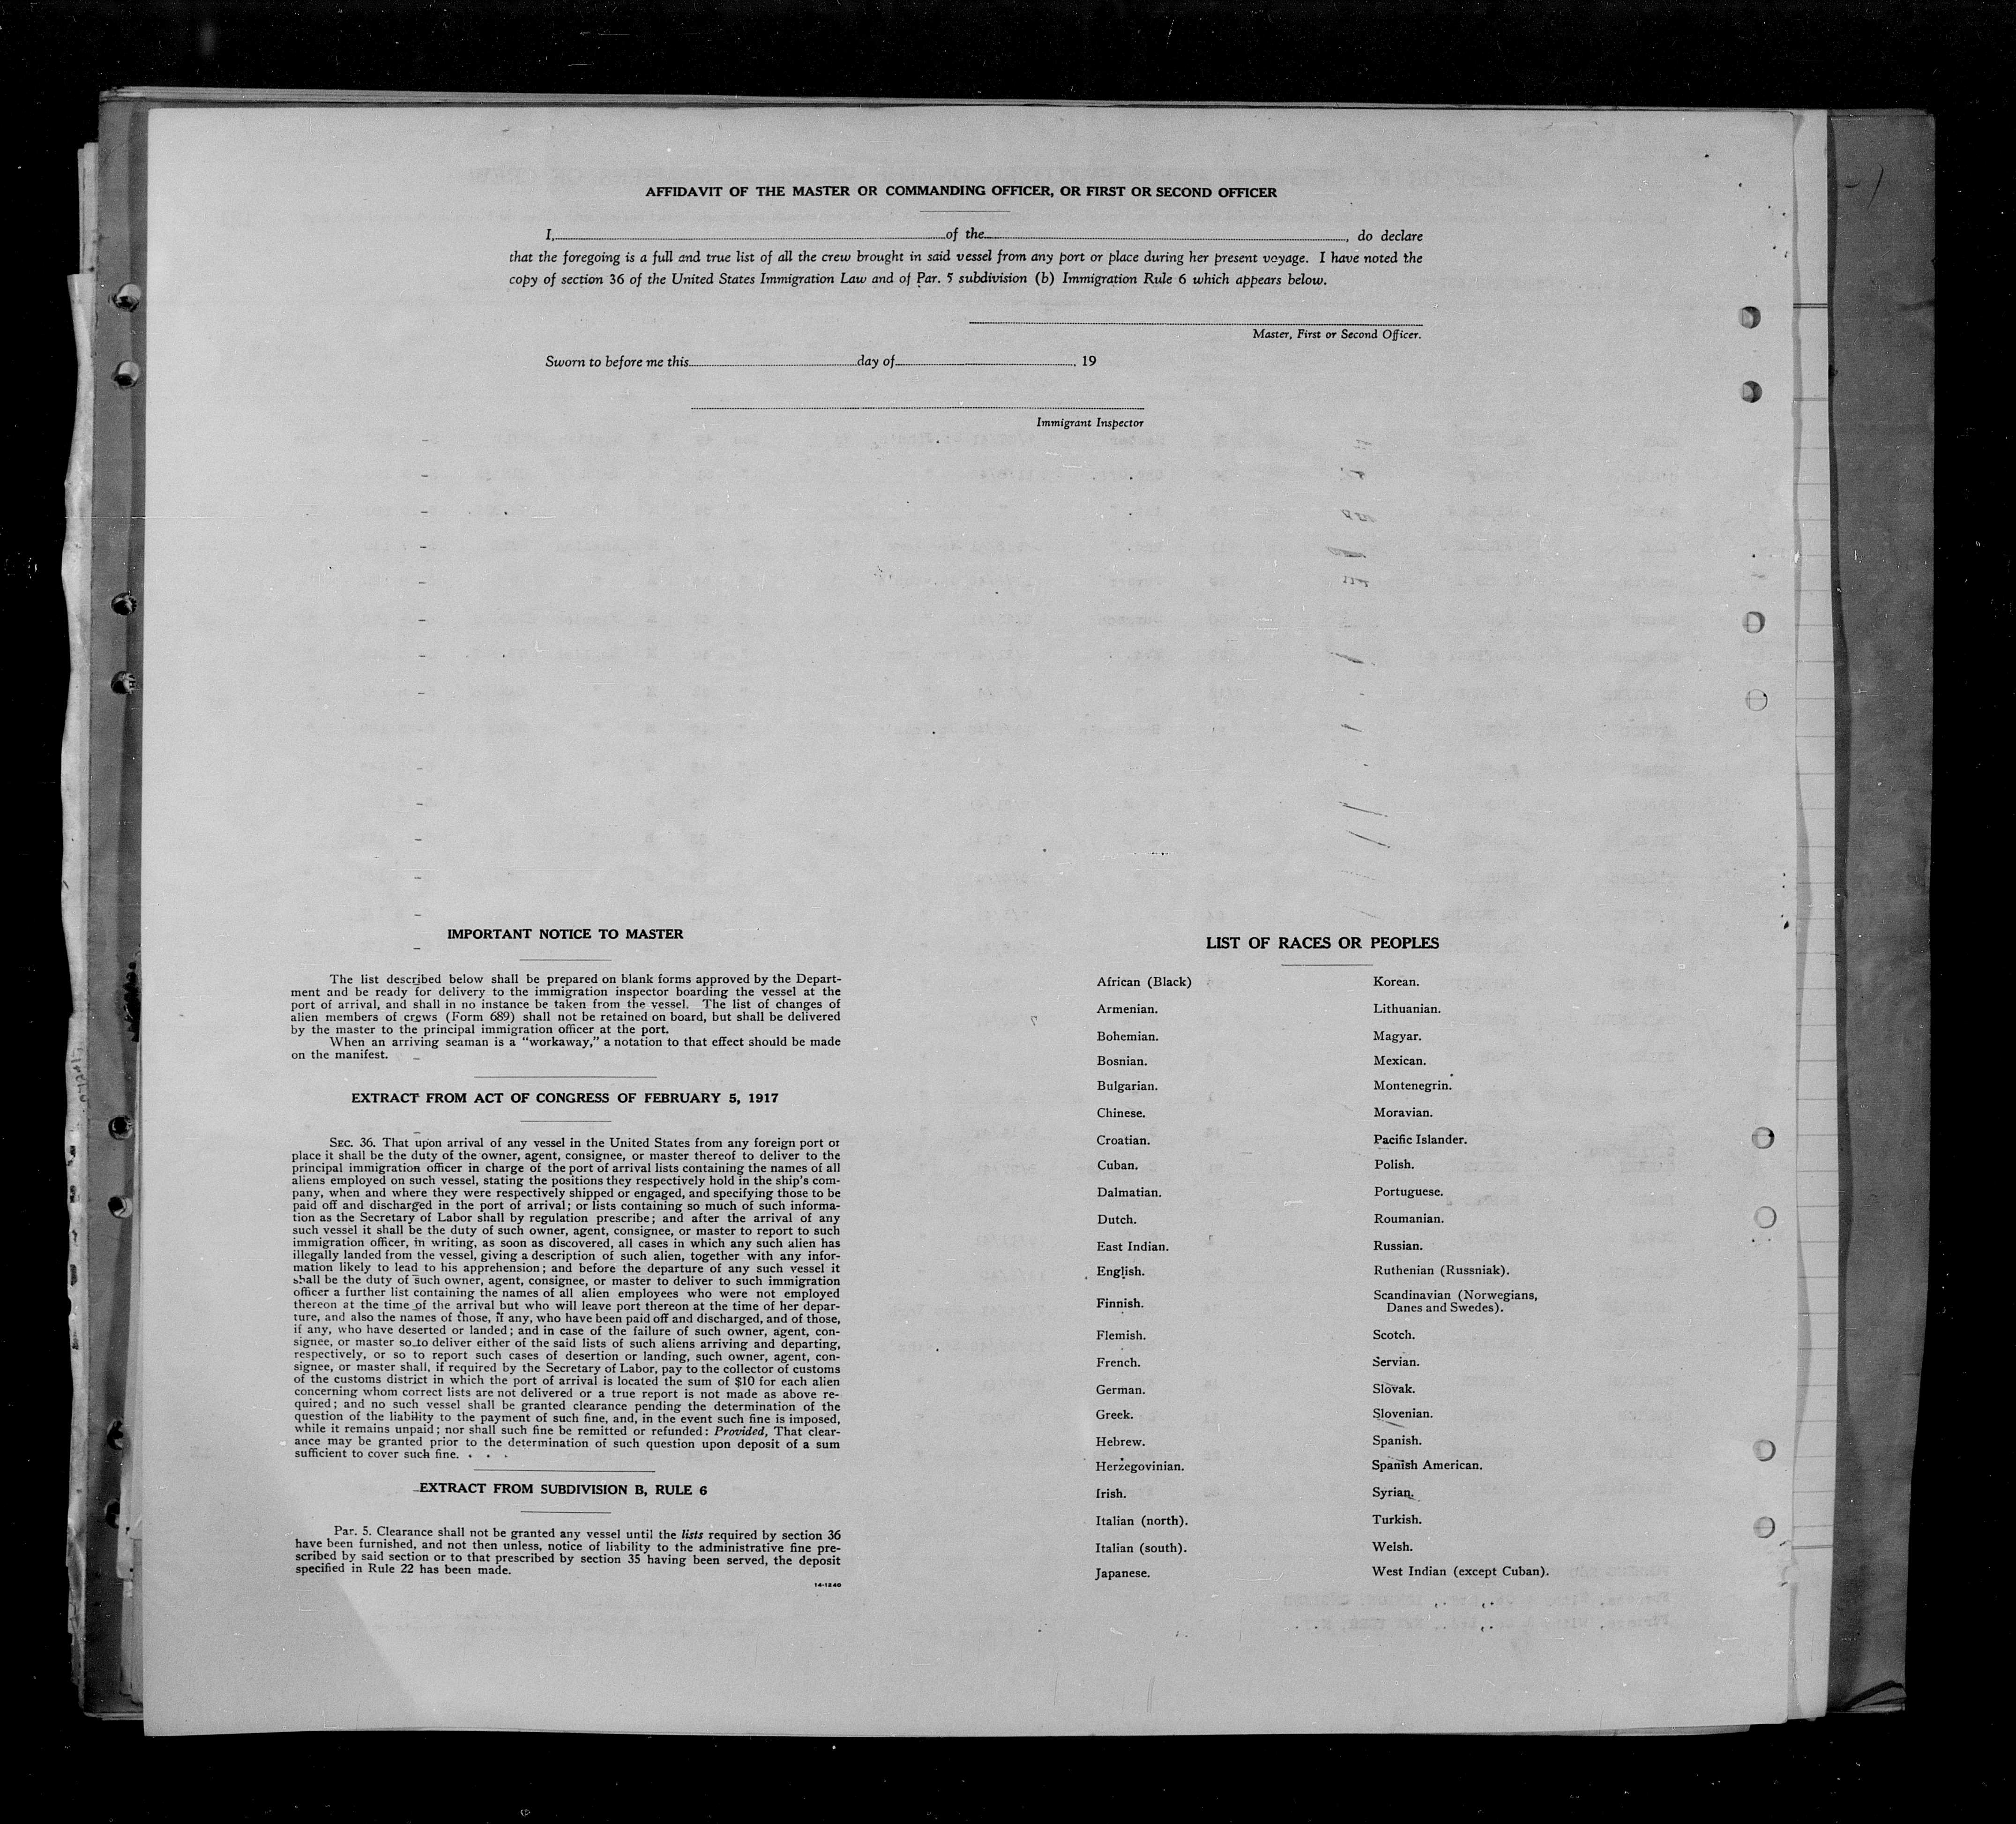 AFFIDAVIT OF THE MASTER OR COMMANDING OFFICER, OR FIRST OR SECOND OFFICER
I, of the , do declare
that the foregoing is a full and true list of all the crew brought in said vessel from any port or place during her present voyage. I have noted the
copy of section 36 of the United States Immigration Law and of Par. 5 subdivision (b) Immigration Rule 6 which appears below.
Master, First or Second Officer.
Sworn to before me this day of , 19
Immigrant Inspector
IMPORTANT NOTICE TO MASTER
The list described below shall be prepared on blank forms approved by the Depart-
ment and be ready for delivery to the immigration inspector boarding the vessel at the
port of arrival, and shall in no instance be taken from the vessel. The list of changes of
alien members of crews (Form 689) shall not be retained on board, but shall be delivered
by the master to the principal immigration officer at the port.
When an arriving seaman is a "workaway," a notation to that effect should be made
on the manifest.
EXTRACT FROM ACT OF CONGRESS OF FEBRUARY 5, 1917
SEC. 36. That upon arrival of any vessel in the United States from any foreign port or
place it shall be the duty of the owner, agent, consignee, or master thereof to deliver to the
principal immigration officer in charge of the port of arrival lists containing the names of all
aliens employed on such vessel, stating the positions they respectively hold in the ship's com-
pany, when and where they were respectively shipped or engaged, and specifying those to be
paid off and discharged in the port of arrival; or lists containing so much of such informa-
tion as the Secretary of Labor shall by regulation prescribe; and after the arrival of any
such vessel it shall be the duty of such owner, agent, consignee, or master to report to such
immigration officer, in writing, as soon as discovered, all cases in which any such alien has
illegally landed from the vessel, giving a description of such alien, together with any infor-
mation likely to lead to his apprehension; and before the departure of any such vessel it
shall be the duty of such owner, agent, consignee, or master to deliver to such immigration
officer a further list containing the names of all alien employees who were not employed
thereon at the time of the arrival but who will leave port thereon at the time of her depar-
ture, and also the names of those, if any, who have been paid off and discharged, and of those,
if any, who have deserted or landed; and in case of the failure of such owner, agent, con-
signee, or master so to deliver either of the said lists of such aliens arriving and departing,
respectively, or so to report such cases of desertion or landing, such owner, agent, con-
signee, or master shall, if required by the Secretary of Labor, pay to the collector of customs
of the customs district in which the port of arrival is located the sum of $10 for each alien
concerning whom correct lists are not delivered or a true report is not made as above re-
quired; and no such vessel shall be granted clearance pending the determination of the
question of the liability to the payment of such fine, and, in the event such fine is imposed,
while it remains unpaid; nor shall such fine be remitted or refunded: Provided, That clear-
ance may be granted prior to the determination of such question upon deposit of a sum
sufficient to cover such fine. . . .
EXTRACT FROM SUBDIVISION B, RULE 6
Par. 5. Clearance shall not be granted any vessel until the lists required by section 36
have been furnished, and not then unless, notice of liability to the administrative fine pre-
scribed by said section or to that prescribed by section 35 having been served, the deposit
specified in Rule 22 has been made.
14-1240
LIST OF RACES OR PEOPLES
African (Black)
Armenian.
Bohemian.
Bosnian.
Bulgarian.
Chinese.
Croatian.
Cuban.
Dalmatian.
Dutch.
East Indian.
English.
Finnish.
Flemish.
French.
German.
Greek.
Hebrew.
Herzegovinian.
Irish.
Italian (north).
Italian (south).
Japanese.
Korean.
Lithuanian.
Magyar.
Mexican.
Montenegrin.
Moravian.
Pacific Islander.
Polish.
Portuguese.
Roumanian.
Russian.
Ruthenian (Russniak).
Scandinavian (Norwegians,
Danes and Swedes).
Scotch.
Servian.
Slovak.
Slovenian.
Spanish.
Spanish American.
Syrian.
Turkish.
Welsh.
West Indian (except Cuban).